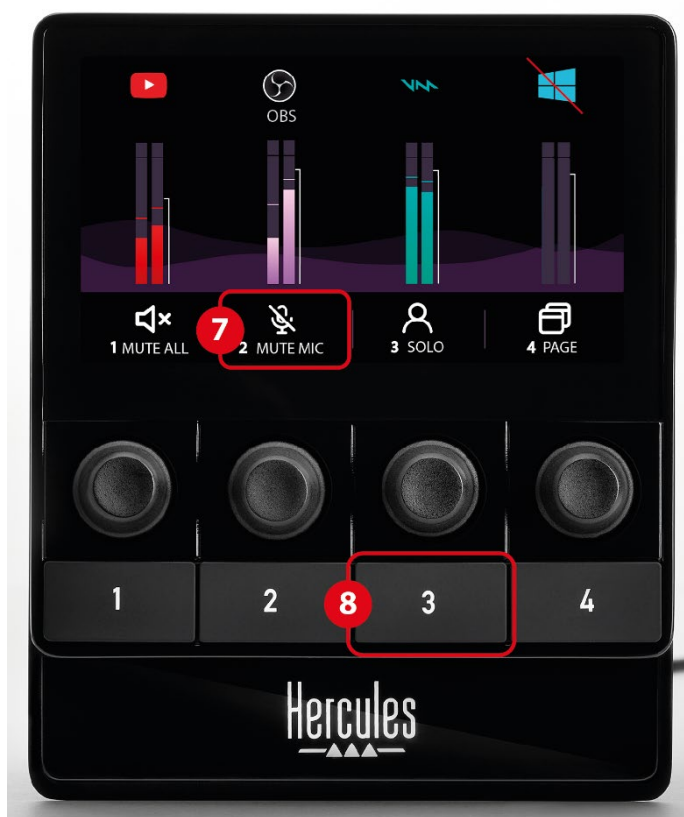 OBS
7
1 MUTE ALL
2 MUTE MIC
3 SOLO
4 PAGE
1
2
8
3
4
Hercules